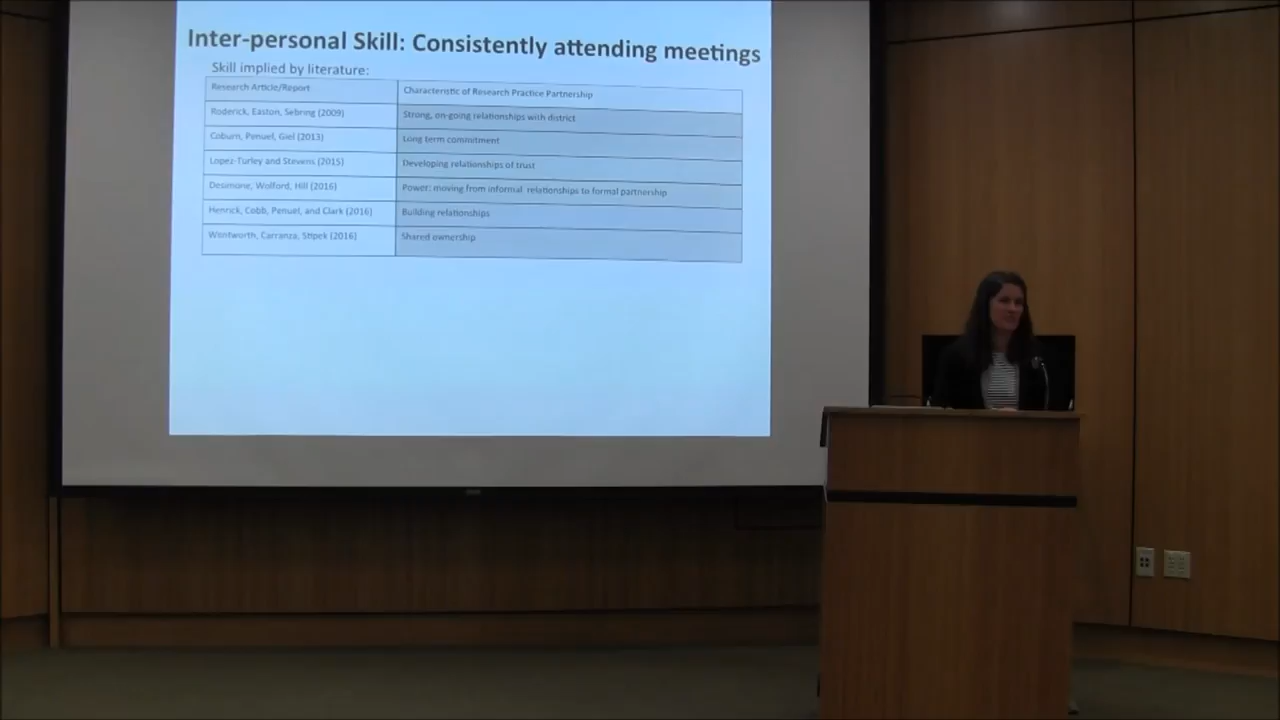 Inter-personal Skill: Consistently attending meetings
Skill implied by literature:
Research Article/Report Characteristic of Research Practice Partnership
Roderick, Easton, Sebring (2009) Strong, on-going relationships with district
Coburn, Penuel, Giel (2013) Long term commitment
Lopez-Turley and Stevens (2015) Developing relationships of trust
Desimone, Wolford, Hill (2016) Power: moving from informal relationships to formal partnership
Henrick, Cobb, Penuel, and Clark (2016) Building relationships
Wentworth, Carranza, Stipek (2016) Shared ownership